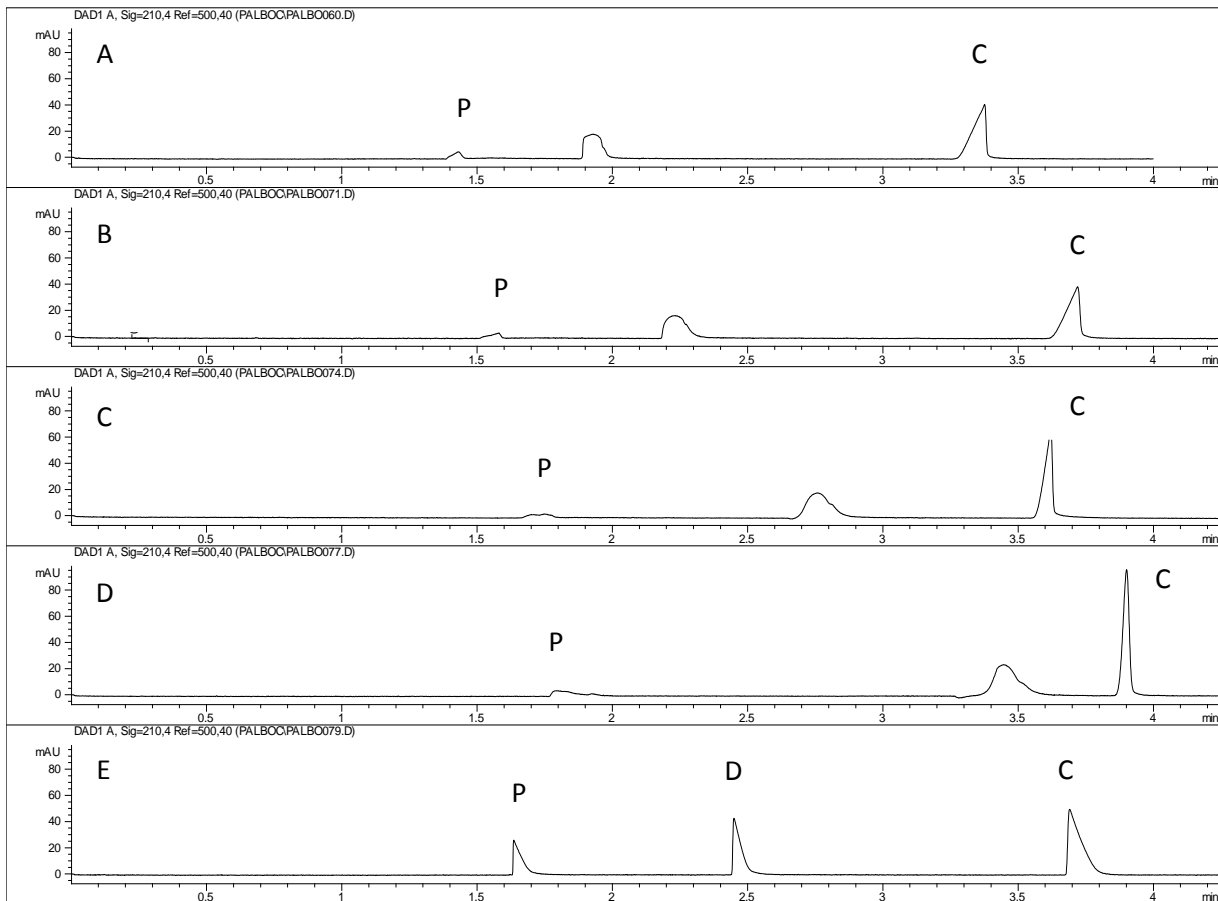 DAD1 A, Sig=210,4 Ref=500,40 (PALBOC\PALBO060.D)
mAU
A
P
C
80
60
40
20
0
0.5 1 1.5 2 2.5 3 3.5 4 min
DAD1 A, Sig=210,4 Ref=500,40 (PALBOC\PALBO071.D)
mAU
B
P
C
80
60
40
20
0
0.5 1 1.5 2 2.5 3 3.5 4 min
DAD1 A, Sig=210,4 Ref=500,40 (PALBOC\PALBO074.D)
mAU
C
P
C
80
60
40
20
0
0.5 1 1.5 2 2.5 3 3.5 4 min
DAD1 A, Sig=210,4 Ref=500,40 (PALBOC\PALBO077.D)
mAU
D
P
C
80
60
40
20
0
0.5 1 1.5 2 2.5 3 3.5 4 min
DAD1 A, Sig=210,4 Ref=500,40 (PALBOC\PALBO079.D)
mAU
E
P
D
C
80
60
40
20
0
0.5 1 1.5 2 2.5 3 3.5 4 min